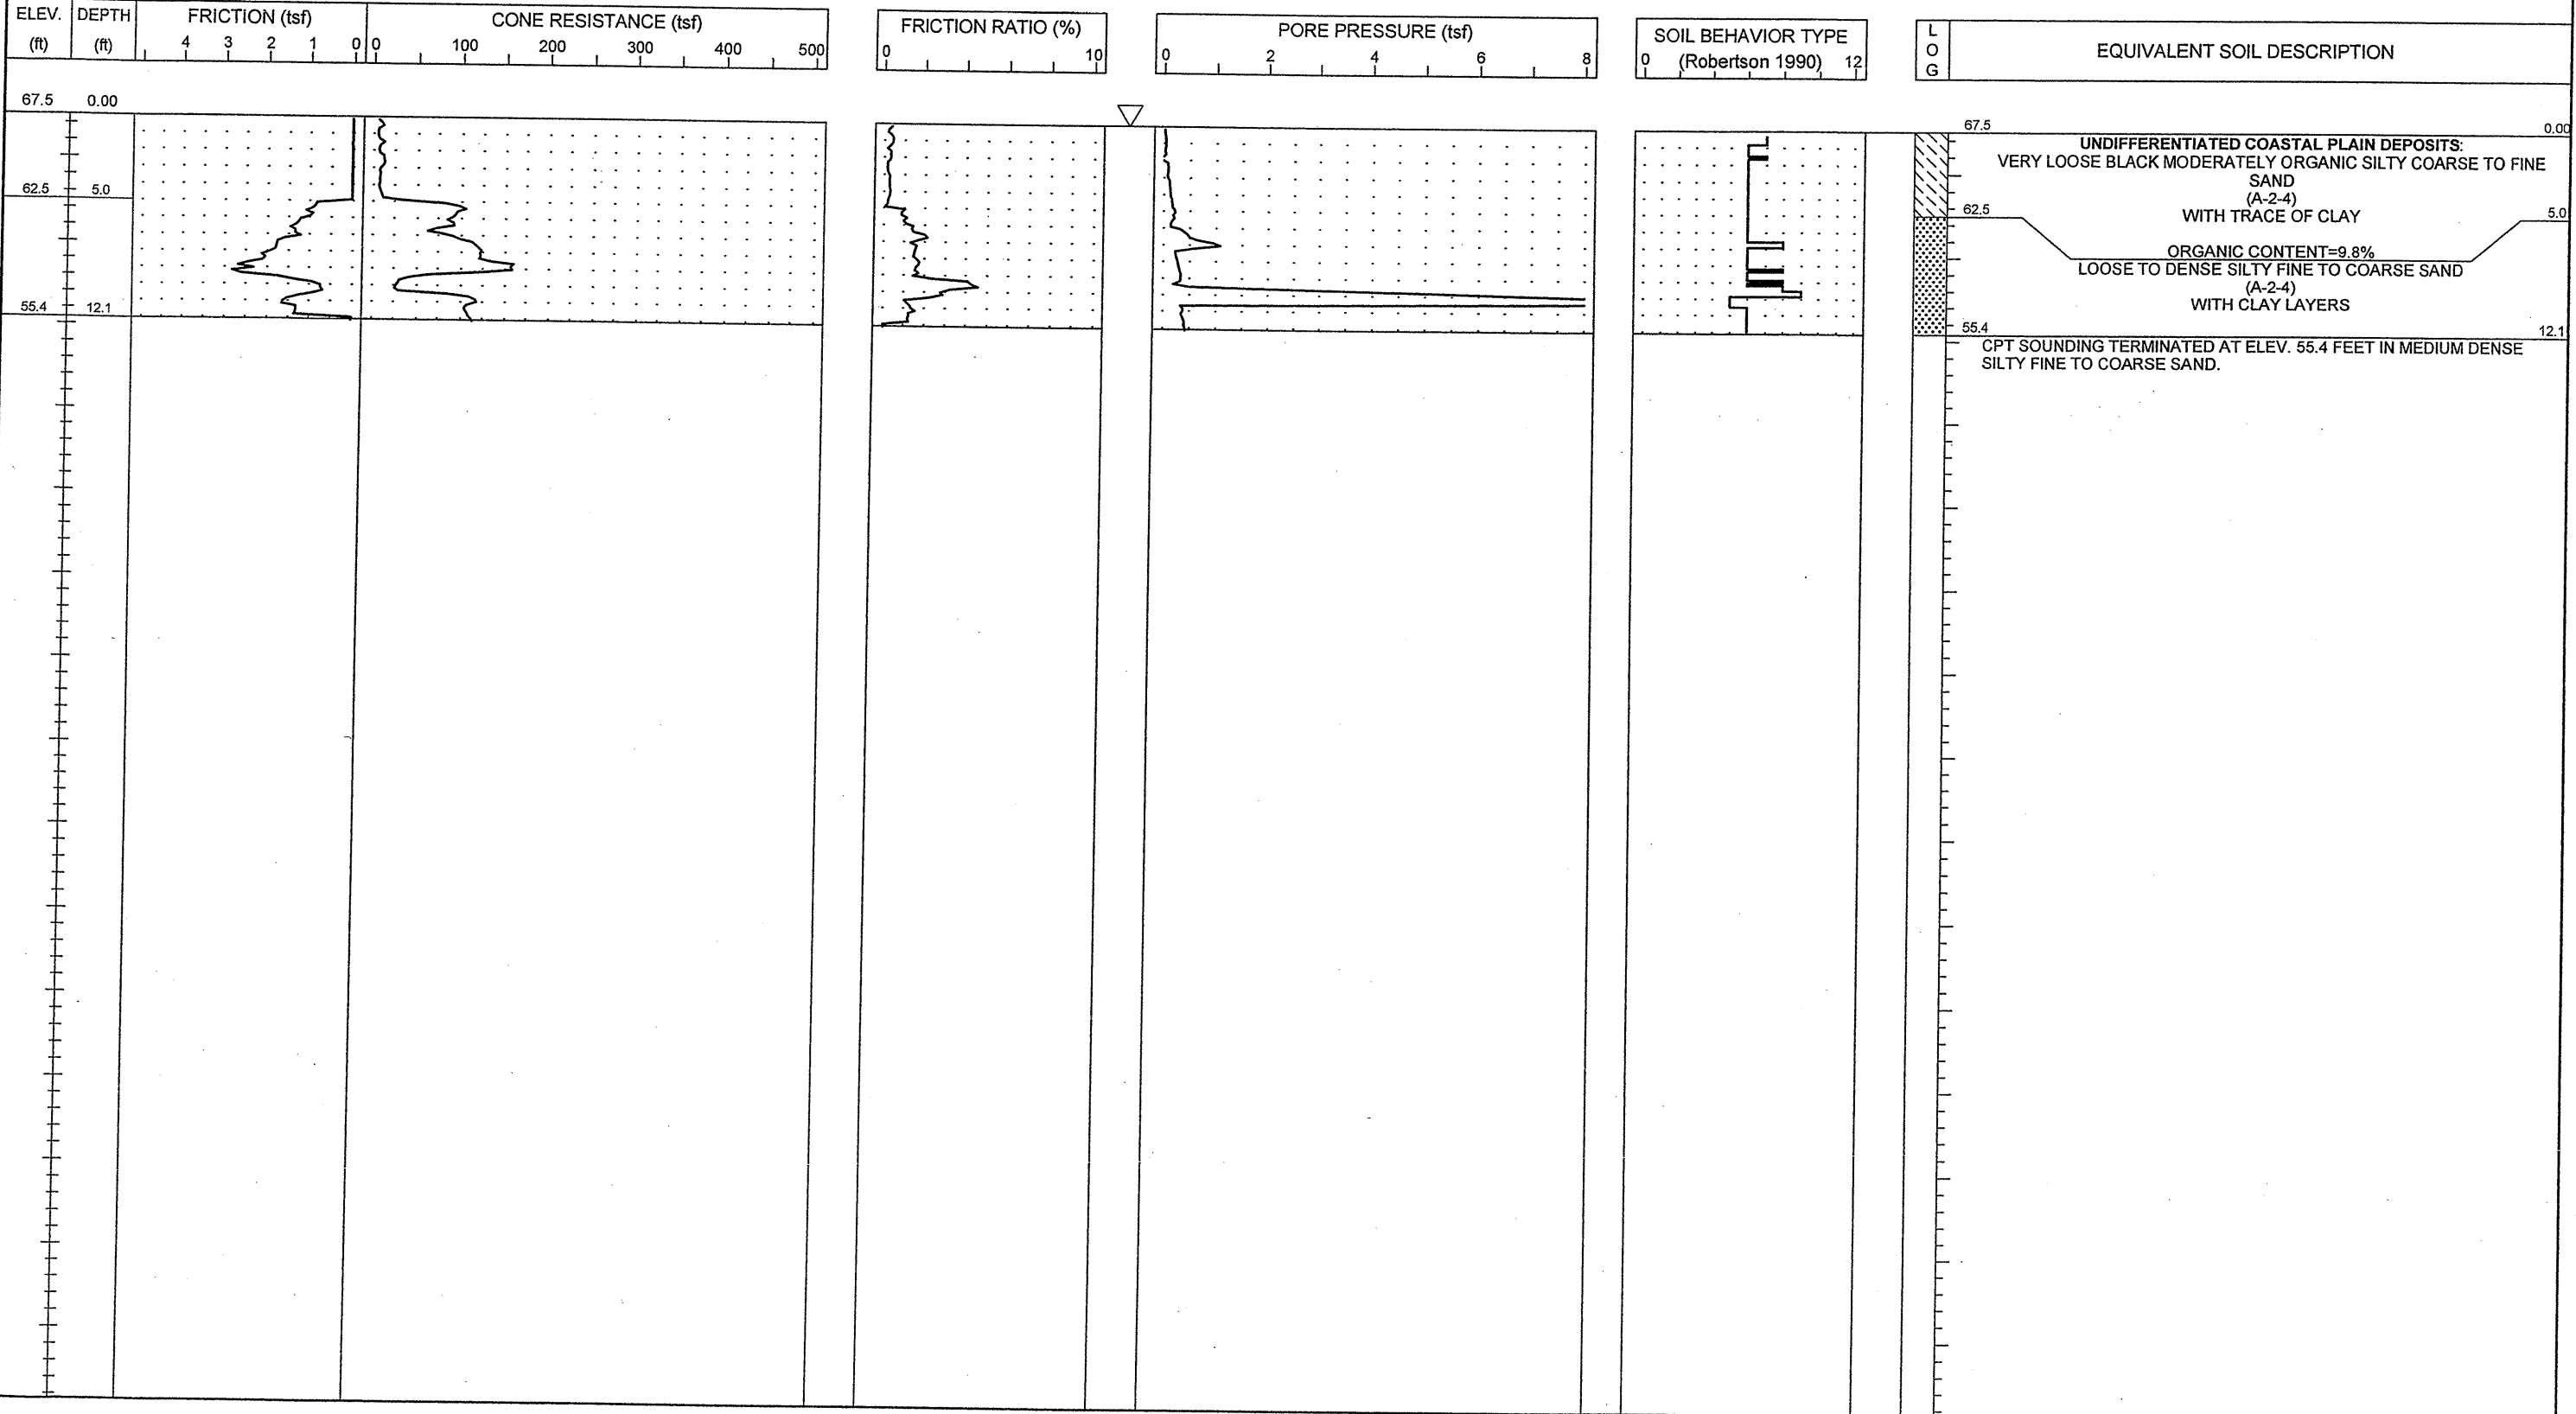 ELEV. DEPTH FRICTION (tsf) CONE RESISTANCE (tsf) FRICTION RATIO (%) PORE PRESSURE (tsf) SOIL BEHAVIOR TYPE L
(ft) (ft) 4 3 2 1 0 0 100 200 300 400 500 0 10 0 2 4 6 8 0 (Robertson 1990) 12 O EQUIVALENT SOIL DESCRIPTION
G
67.5 0.00
67.5 0.00
UNDIFFERENTIATED COASTAL PLAIN DEPOSITS:
VERY LOOSE BLACK MODERATELY ORGANIC SILTY COARSE TO FINE
SAND
62.5 5.0 (A-2-4)
62.5 WITH TRACE OF CLAY 5.0
ORGANIC CONTENT=9.8%
LOOSE TO DENSE SILTY FINE TO COARSE SAND
(A-2-4)
55.4 12.1 WITH CLAY LAYERS
55.4 12.1
CPT SOUNDING TERMINATED AT ELEV. 55.4 FEET IN MEDIUM DENSE
SILTY FINE TO COARSE SAND.